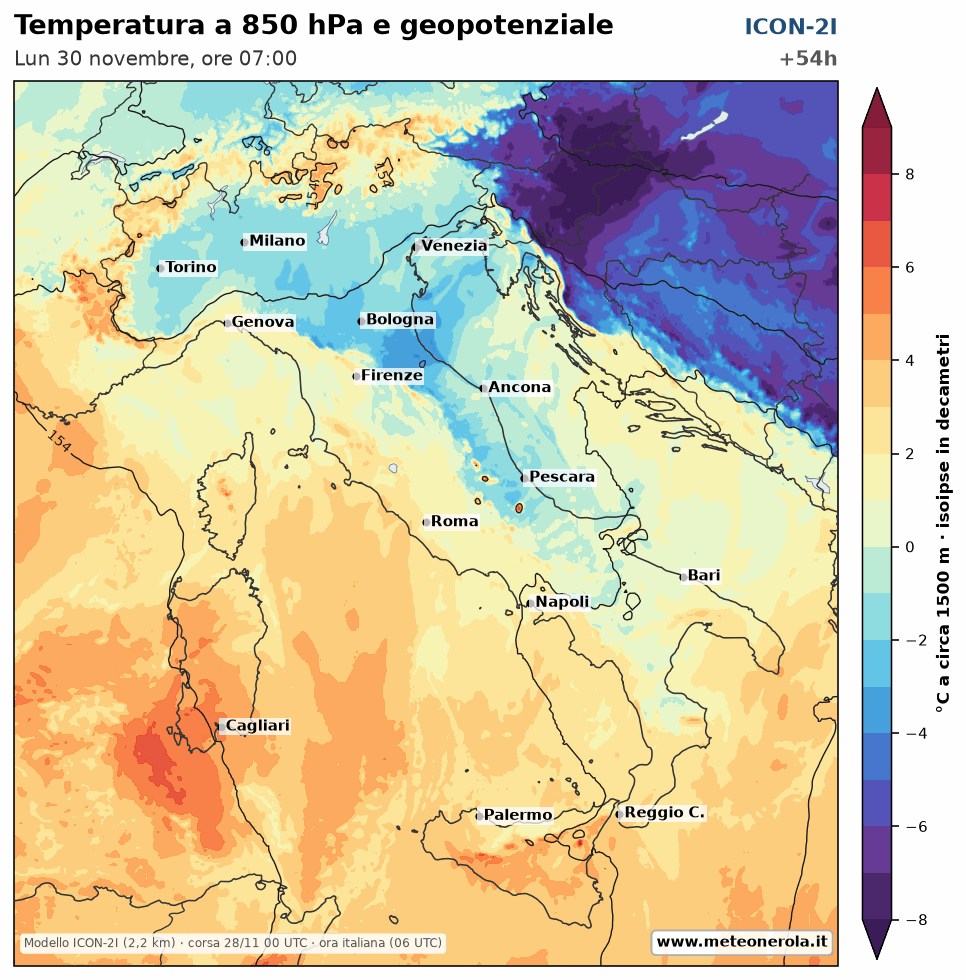 Temperatura a 850 hPa e geopotenziale
ICON-2I
Lun 30 novembre, ore 07:00
+54h
154
154
Milano
Venezia
Torino
Genova
Bologna
Firenze
Ancona
154
Pescara
Roma
Bari
Napoli
Cagliari
Palermo
Reggio C.
Modello ICON-2I (2,2 km) · corsa 28/11 00 UTC · ora italiana (06 UTC)
www.meteonerola.it
8
6
4
2
0
−2
−4
−6
−8
°C a circa 1500 m · isoipse in decametri